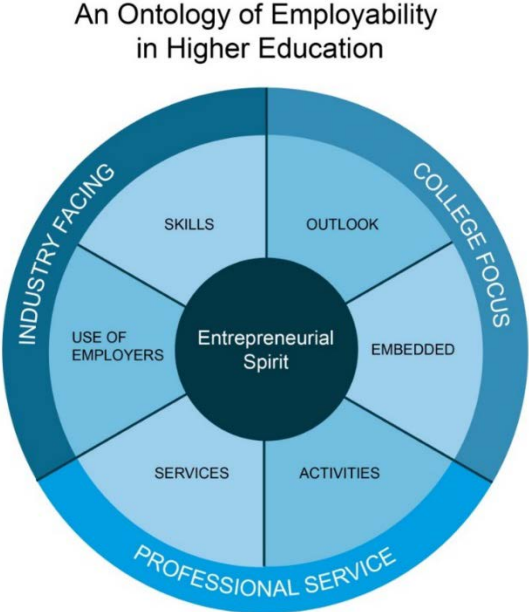 An Ontology of Employability
in Higher Education
INDUSTRY FACING
COLLEGE FOCUS
SKILLS
OUTLOOK
USE OF
EMPLOYERS
Entrepreneurial
Spirit
EMBEDDED
SERVICES
ACTIVITIES
PROFESSIONAL SERVICE